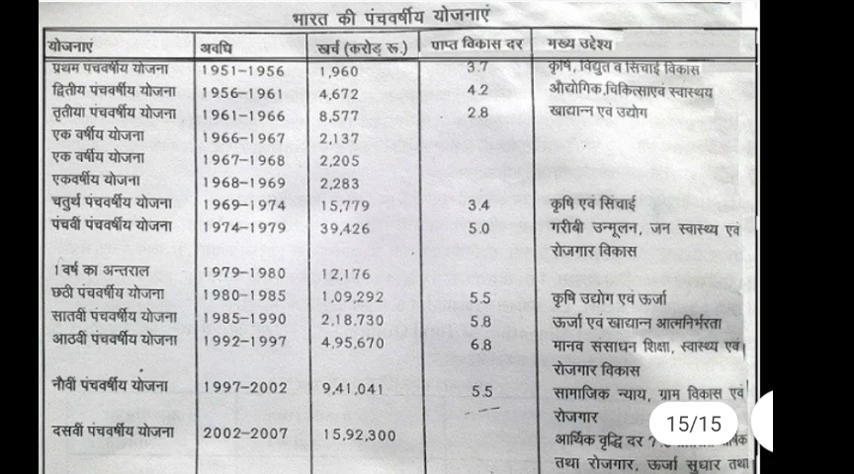 भारत की पंचवर्षीय योजनाएं
योजनाएं अवधि खर्च (करोड़ रू.) प्राप्त विकास दर मख्य उद्देश्य
प्रथम पंचवर्षीय योजना 1951-1956 1,960 3.7 कृषि, विद्युत व सिंचाई विकास
द्वितीय पंचवर्षीय योजना 1956-1961 4,672 4.2 औद्योगिक,चिकित्साएवं स्वास्थय
तृतीया पंचवर्षीय योजना 1961-1966 8,577 2.8 खाद्यान्न एवं उद्योग
एक वर्षीय योजना 1966-1967 2,137
एक वर्षीय योजना 1967-1968 2,205
एकवर्षीय योजना 1968-1969 2,283
चतुर्थ पंचवर्षीय योजना 1969-1974 15,779 3.4 कृषि एवं सिंचाई
पंचवीं पंचवर्षीय योजना 1974-1979 39,426 5.0 गरीबी उन्मूलन, जन स्वास्थ्य एवं
रोजगार विकास
1 वर्ष का अन्तराल 1979-1980 12,176
छठी पंचवर्षीय योजना 1980-1985 1,09,292 5.5 कृषि उद्योग एवं ऊर्जा
सातवीं पंचवर्षीय योजना 1985-1990 2,18,730 5.8 ऊर्जा एवं खाद्यान्न आत्मनिर्भरता
आठवीं पंचवर्षीय योजना 1992-1997 4,95,670 6.8 मानव संसाधन शिक्षा, स्वास्थ्य एवं
रोजगार विकास
नौवीं पंचवर्षीय योजना 1997-2002 9,41,041 5.5 सामाजिक न्याय, ग्राम विकास एवं
रोजगार
15/15
दसवीं पंचवर्षीय योजना 2002-2007 15,92,300 आर्थिक वृद्धि दर
तथा रोजगार, ऊर्जा सुधार तथा